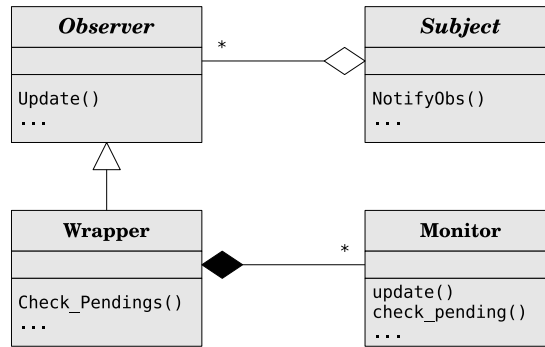 Observer
Update()
...
*
Subject
NotifyObs()
...
Wrapper
Check_Pendings()
...
*
Monitor
update()
check_pending()
...